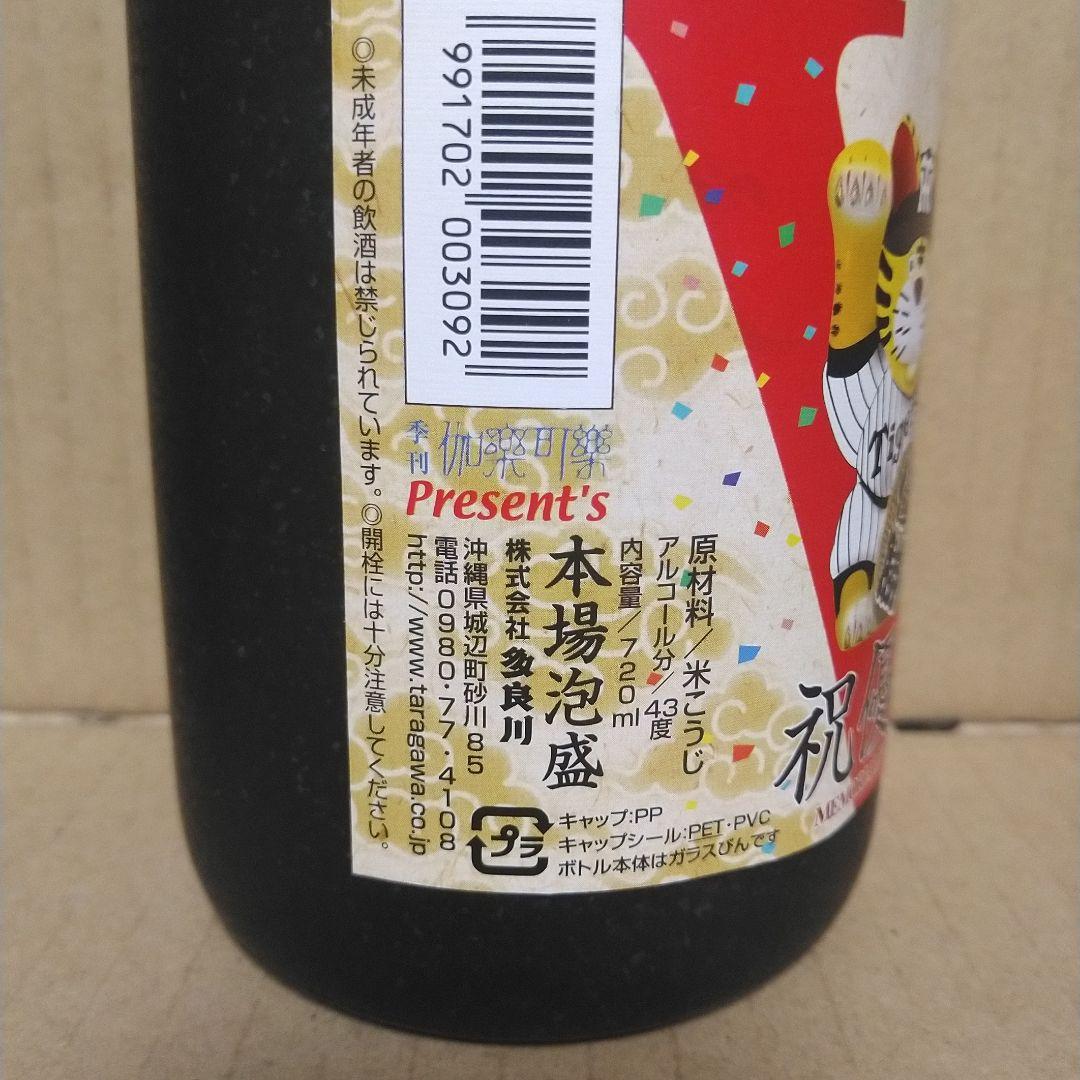 991702 003092
季刊 伽楽可樂
Present's
原材料／米こうじ
アルコール分／43度
内容量／720ml
本場泡盛
株式会社 多良川
沖縄県城辺町砂川85
電話0980・77・4108
http://www.taragawa.co.jp
◎未成年者の飲酒は禁じられています。◎開栓には十分注意してください。
プラ
キャップ:PP
キャップシール:PET・PVC
ボトル本体はガラスびんです
祝